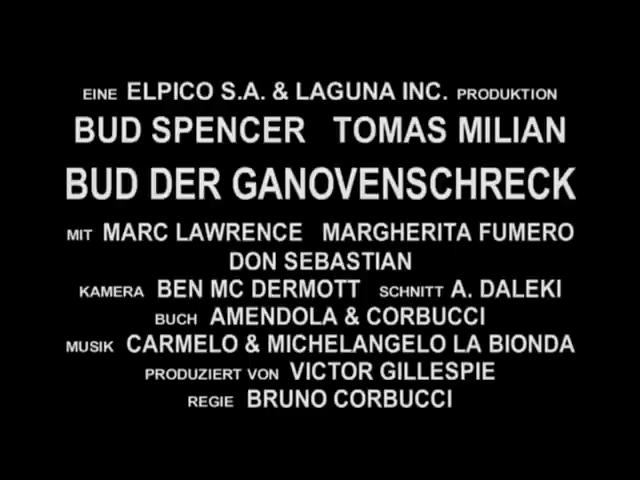 EINE ELPICO S.A. & LAGUNA INC. PRODUKTION
BUD SPENCER TOMAS MILIAN
BUD DER GANOVENSCHRECK
MIT MARC LAWRENCE MARGHERITA FUMERO
DON SEBASTIAN
KAMERA BEN MC DERMOTT SCHNITT A. DALEKI
BUCH AMENDOLA & CORBUCCI
MUSIK CARMELO & MICHELANGELO LA BIONDA
PRODUZIERT VON VICTOR GILLESPIE
REGIE BRUNO CORBUCCI